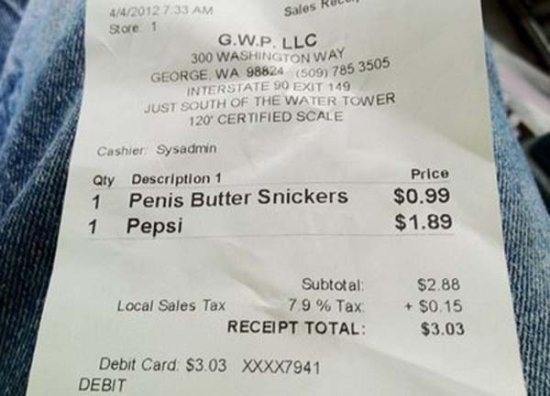 4/4/2012 7:33 AM Sales
Store: 1
G.W.P. LLC
300 WASHINGTON WAY
GEORGE, WA 98824 (509) 785 3505
INTERSTATE 90 EXIT 149
JUST SOUTH OF THE WATER TOWER
120' CERTIFIED SCALE
Cashier: Sysadmin
Qty Description 1 Price
1 Penis Butter Snickers $0.99
1 Pepsi $1.89
Subtotal: $2.88
Local Sales Tax 7.9 % Tax: + $0.15
RECEIPT TOTAL: $3.03
Debit Card: $3.03 XXXX7941
DEBIT